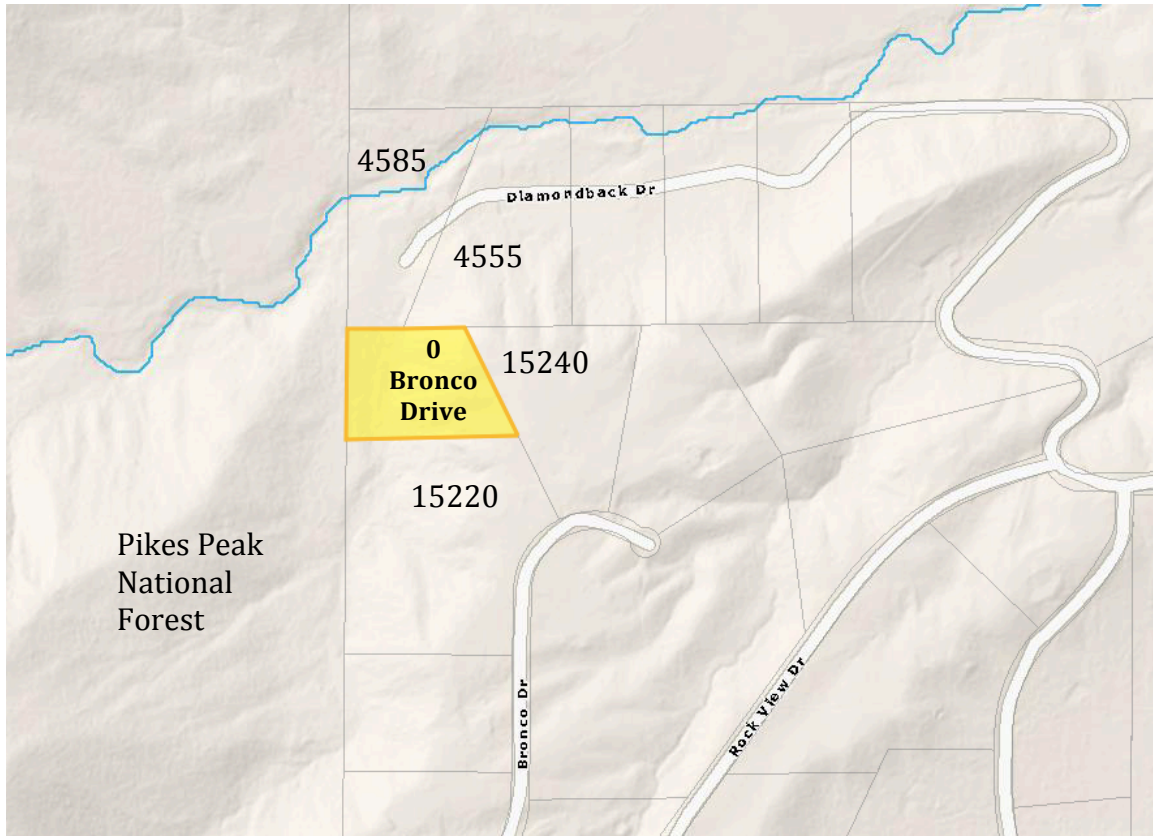 4585
Diamondback Dr
4555
0
Bronco
Drive
15240
15220
Pikes Peak
National
Forest
Bronco Dr
Rock View Dr